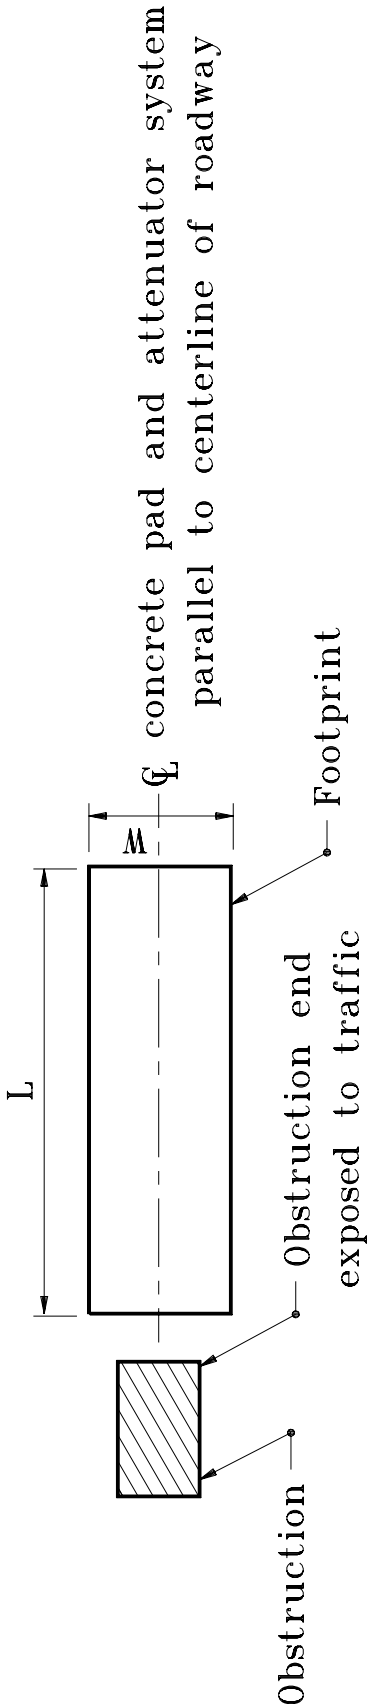 L
W
℄ concrete pad and attenuator system
parallel to centerline of roadway
Footprint
Obstruction end
exposed to traffic
Obstruction